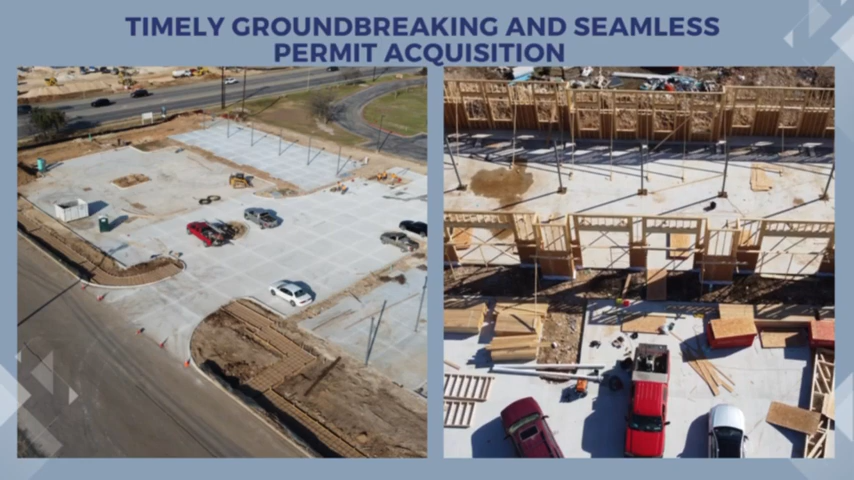 TIMELY GROUNDBREAKING AND SEAMLESS
PERMIT ACQUISITION